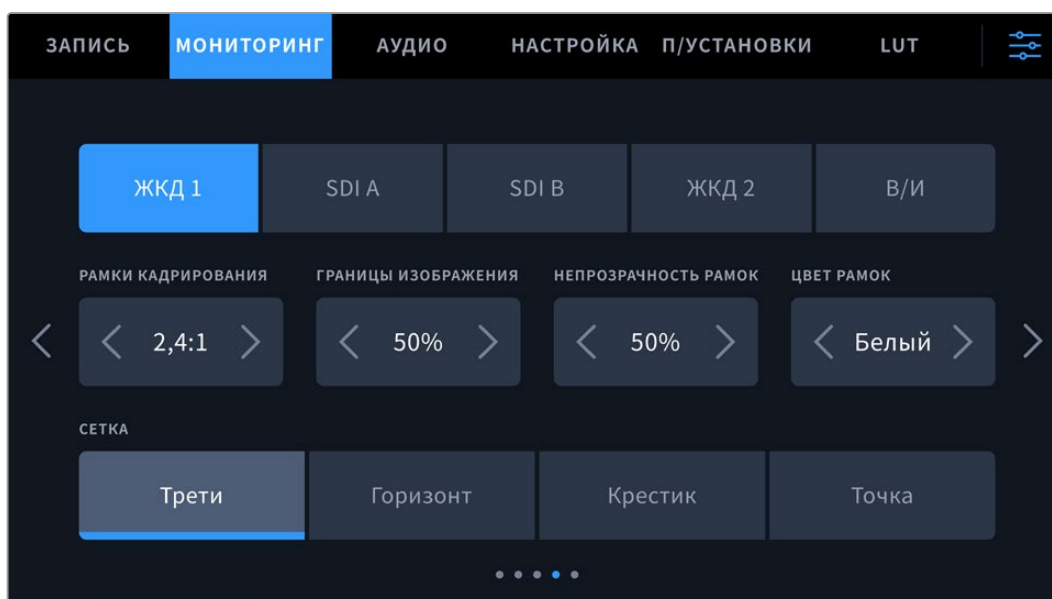 ЗАПИСЬ МОНИТОРИНГ АУДИО НАСТРОЙКА П/УСТАНОВКИ LUT
ЖКД 1 SDI A SDI B ЖКД 2 В/И
РАМКИ КАДРИРОВАНИЯ ГРАНИЦЫ ИЗОБРАЖЕНИЯ НЕПРОЗРАЧНОСТЬ РАМОК ЦВЕТ РАМОК
2,4:1 50% 50% Белый
СЕТКА
Трети Горизонт Крестик Точка